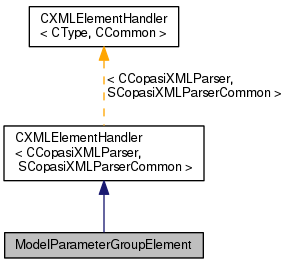 CXMLElementHandler
< CType, CCommon >
< CCopasiXMLParser,
SCopasiXMLParserCommon >
CXMLElementHandler
< CCopasiXMLParser,
SCopasiXMLParserCommon >
ModelParameterGroupElement